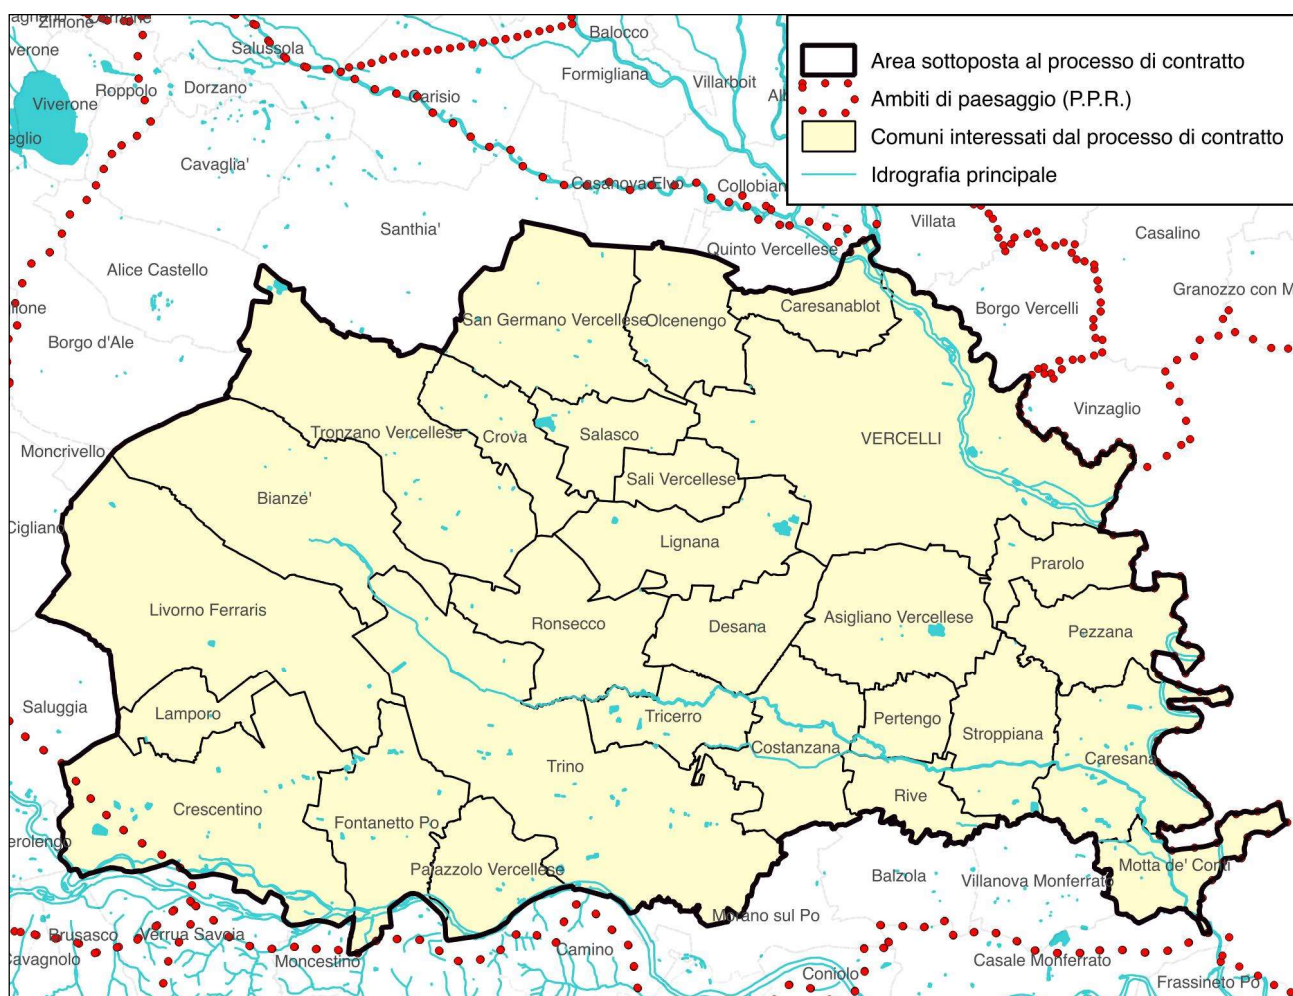 Zimone
Balocco
Salussola
Formigliana
Villarboit
Area sottoposta al processo di contratto
Ambiti di paesaggio (P.P.R.)
Comuni interessati dal processo di contratto
Idrografia principale
Viverone
Roppolo
Dorzano
Carisio
Cavaglia'
Casanova Elvo
Santhia'
Quinto Vercellese
Villata
Casalino
Alice Castello
Borgo d'Ale
San Germano Vercellese
Olcenengo
Caresanablot
Borgo Vercelli
Vinzaglio
Moncrivello
Tronzano Vercellese
Crova
Salasco
VERCELLI
Bianze'
Sali Vercellese
Cigliano
Lignana
Prarolo
Livorno Ferraris
Ronsecco
Desana
Asigliano Vercellese
Pezzana
Saluggia
Lamporo
Tricerro
Pertengo
Costanzana
Stroppiana
Caresana
Trino
Crescentino
Fontanetto Po
Rive
Palazzolo Vercellese
Balzola
Villanova Monferrato
Motta de' Conti
Morano sul Po
Brusasco
Verrua Savoia
Cavagnolo
Moncestino
Camino
Coniolo
Casale Monferrato
Frassineto Po